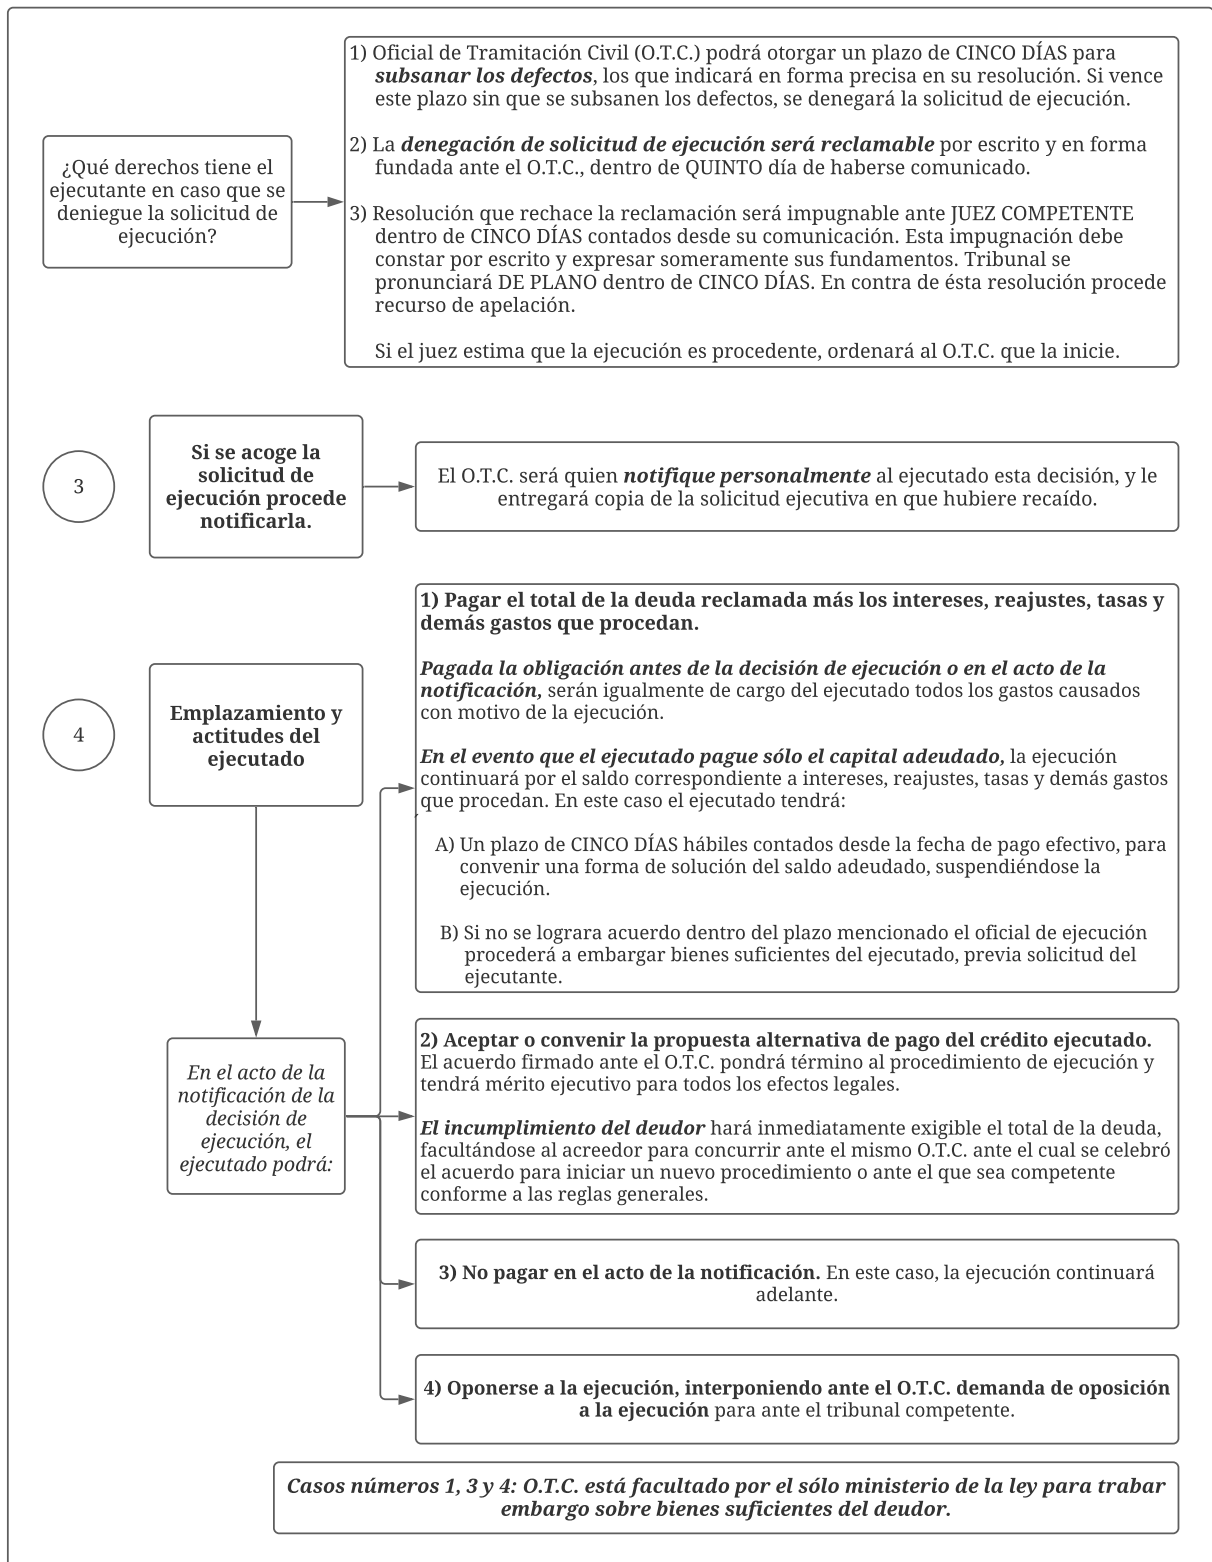 ¿Qué derechos tiene el
ejecutante en caso que se
deniegue la solicitud de
ejecución?
1) Oficial de Tramitación Civil (O.T.C.) podrá otorgar un plazo de CINCO DÍAS para
subsanar los defectos, los que indicará en forma precisa en su resolución. Si vence
este plazo sin que se subsanen los defectos, se denegará la solicitud de ejecución.
2) La denegación de solicitud de ejecución será reclamable por escrito y en forma
fundada ante el O.T.C., dentro de QUINTO día de haberse comunicado.
3) Resolución que rechace la reclamación será impugnable ante JUEZ COMPETENTE
dentro de CINCO DÍAS contados desde su comunicación. Esta impugnación debe
constar por escrito y expresar someramente sus fundamentos. Tribunal se
pronunciará DE PLANO dentro de CINCO DÍAS. En contra de ésta resolución procede
recurso de apelación.
Si el juez estima que la ejecución es procedente, ordenará al O.T.C. que la inicie.
3
Si se acoge la
solicitud de
ejecución procede
notificarla.
El O.T.C. será quien notifique personalmente al ejecutado esta decisión, y le
entregará copia de la solicitud ejecutiva en que hubiere recaído.
4
Emplazamiento y
actitudes del
ejecutado
En el acto de la
notificación de la
decisión de
ejecución, el
ejecutado podrá:
1) Pagar el total de la deuda reclamada más los intereses, reajustes, tasas y
demás gastos que procedan.
Pagada la obligación antes de la decisión de ejecución o en el acto de la
notificación, serán igualmente de cargo del ejecutado todos los gastos causados
con motivo de la ejecución.
En el evento que el ejecutado pague sólo el capital adeudado, la ejecución
continuará por el saldo correspondiente a intereses, reajustes, tasas y demás gastos
que procedan. En este caso el ejecutado tendrá:
A) Un plazo de CINCO DÍAS hábiles contados desde la fecha de pago efectivo, para
convenir una forma de solución del saldo adeudado, suspendiéndose la
ejecución.
B) Si no se lograra acuerdo dentro del plazo mencionado el oficial de ejecución
procederá a embargar bienes suficientes del ejecutado, previa solicitud del
ejecutante.
2) Aceptar o convenir la propuesta alternativa de pago del crédito ejecutado.
El acuerdo firmado ante el O.T.C. pondrá término al procedimiento de ejecución y
tendrá mérito ejecutivo para todos los efectos legales.
El incumplimiento del deudor hará inmediatamente exigible el total de la deuda,
facultándose al acreedor para concurrir ante el mismo O.T.C. ante el cual se celebró
el acuerdo para iniciar un nuevo procedimiento o ante el que sea competente
conforme a las reglas generales.
3) No pagar en el acto de la notificación. En este caso, la ejecución continuará
adelante.
4) Oponerse a la ejecución, interponiendo ante el O.T.C. demanda de oposición
a la ejecución para ante el tribunal competente.
Casos números 1, 3 y 4: O.T.C. está facultado por el sólo ministerio de la ley para trabar
embargo sobre bienes suficientes del deudor.